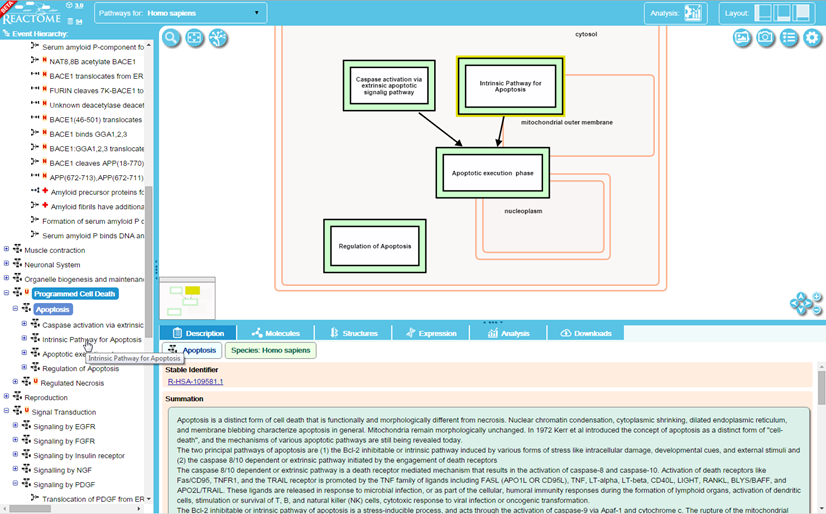 BETA
REACTOME
3.0
94
Pathways for: Homo sapiens
Analysis:
Layout:
Event Hierarchy:
Serum amyloid P-component fo
NAT8,8B acetylate BACE1
BACE1 translocates from ER
FURIN cleaves 7K-BACE1 to
Unknown deacetylase deacet
BACE1(46-501) translocates
BACE1 binds GGA1,2,3
BACE1:GGA1,2,3 translocate
BACE1 cleaves APP(18-770)
APP(672-713),APP(672-711)
Amyloid precursor proteins fo
Amyloid fibrils have additiona
Formation of serum amyloid P c
Serum amyloid P binds DNA an
Muscle contraction
Neuronal System
Organelle biogenesis and maintenanc
Programmed Cell Death
Apoptosis
Caspase activation via extrinsic
Intrinsic Pathway for Apoptosis
Apoptotic exe
Intrinsic Pathway for Apoptosis
Regulation of Apoptosis
Regulated Necrosis
Reproduction
Signal Transduction
Signaling by EGFR
Signaling by FGFR
Signaling by Insulin receptor
Signalling by NGF
Signaling by PDGF
Translocation of PDGF from ER
cytosol
Caspase activation via
extrinsic apoptotic
signalig pathway
Intrinsic Pathway for
Apoptosis
mitochondrial outer membrane
Apoptotic execution phase
nucleoplasm
Regulation of Apoptosis
Description
Molecules
Structures
Expression
Analysis
Downloads
Apoptosis
Species: Homo sapiens
Stable Identifier
R-HSA-109581.1
Summation
Apoptosis is a distinct form of cell death that is functionally and morphologically different from necrosis. Nuclear chromatin condensation, cytoplasmic shrinking, dilated endoplasmic reticulum,
and membrane blebbing characterize apoptosis in general. Mitochondria remain morphologically unchanged. In 1972 Kerr et al introduced the concept of apoptosis as a distinct form of "cell-
death", and the mechanisms of various apoptotic pathways are still being revealed today.
The two principal pathways of apoptosis are (1) the Bcl-2 inhibitable or intrinsic pathway induced by various forms of stress like intracellular damage, developmental cues, and external stimuli and
(2) the caspase 8/10 dependent or extrinsic pathway initiated by the engagement of death receptors
The caspase 8/10 dependent or extrinsic pathway is a death receptor mediated mechanism that results in the activation of caspase-8 and caspase-10. Activation of death receptors like
Fas/CD95, TNFR1, and the TRAIL receptor is promoted by the TNF family of ligands including FASL (APO1L OR CD95L), TNF, LT-alpha, LT-beta, CD40L, LIGHT, RANKL, BLYS/BAFF, and
APO2L/TRAIL. These ligands are released in response to microbial infection, or as part of the cellular, humoral immunity responses during the formation of lymphoid organs, activation of dendritic
cells, stimulation or survival of T, B, and natural killer (NK) cells, cytotoxic response to viral infection or oncogenic transformation.
The Bcl-2 inhibitable or intrinsic pathway of apoptosis is a stress-inducible process, and acts through the activation of caspase-9 via Apaf-1 and cytochrome c. The rupture of the mitochondrial